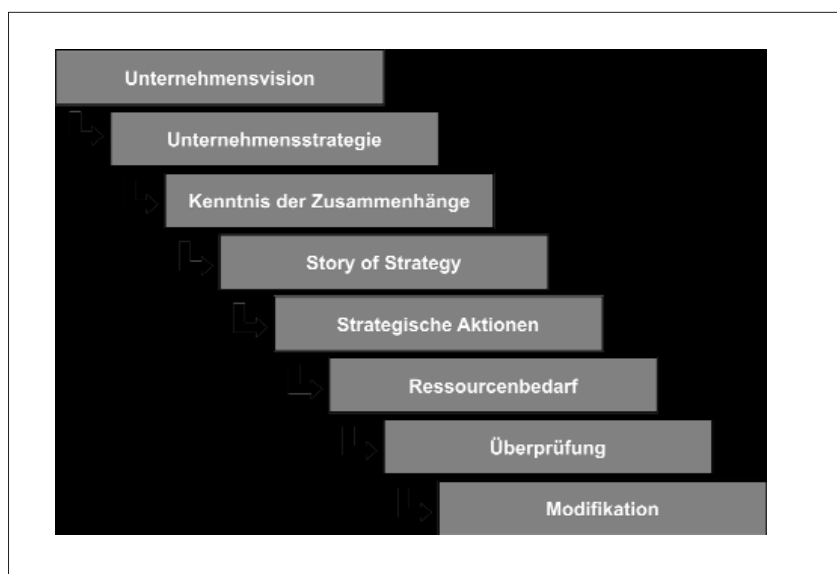 Unternehmensvision
Unternehmensstrategie
Kenntnis der Zusammenhänge
Story of Strategy
Strategische Aktionen
Ressourcenbedarf
Überprüfung
Modifikation